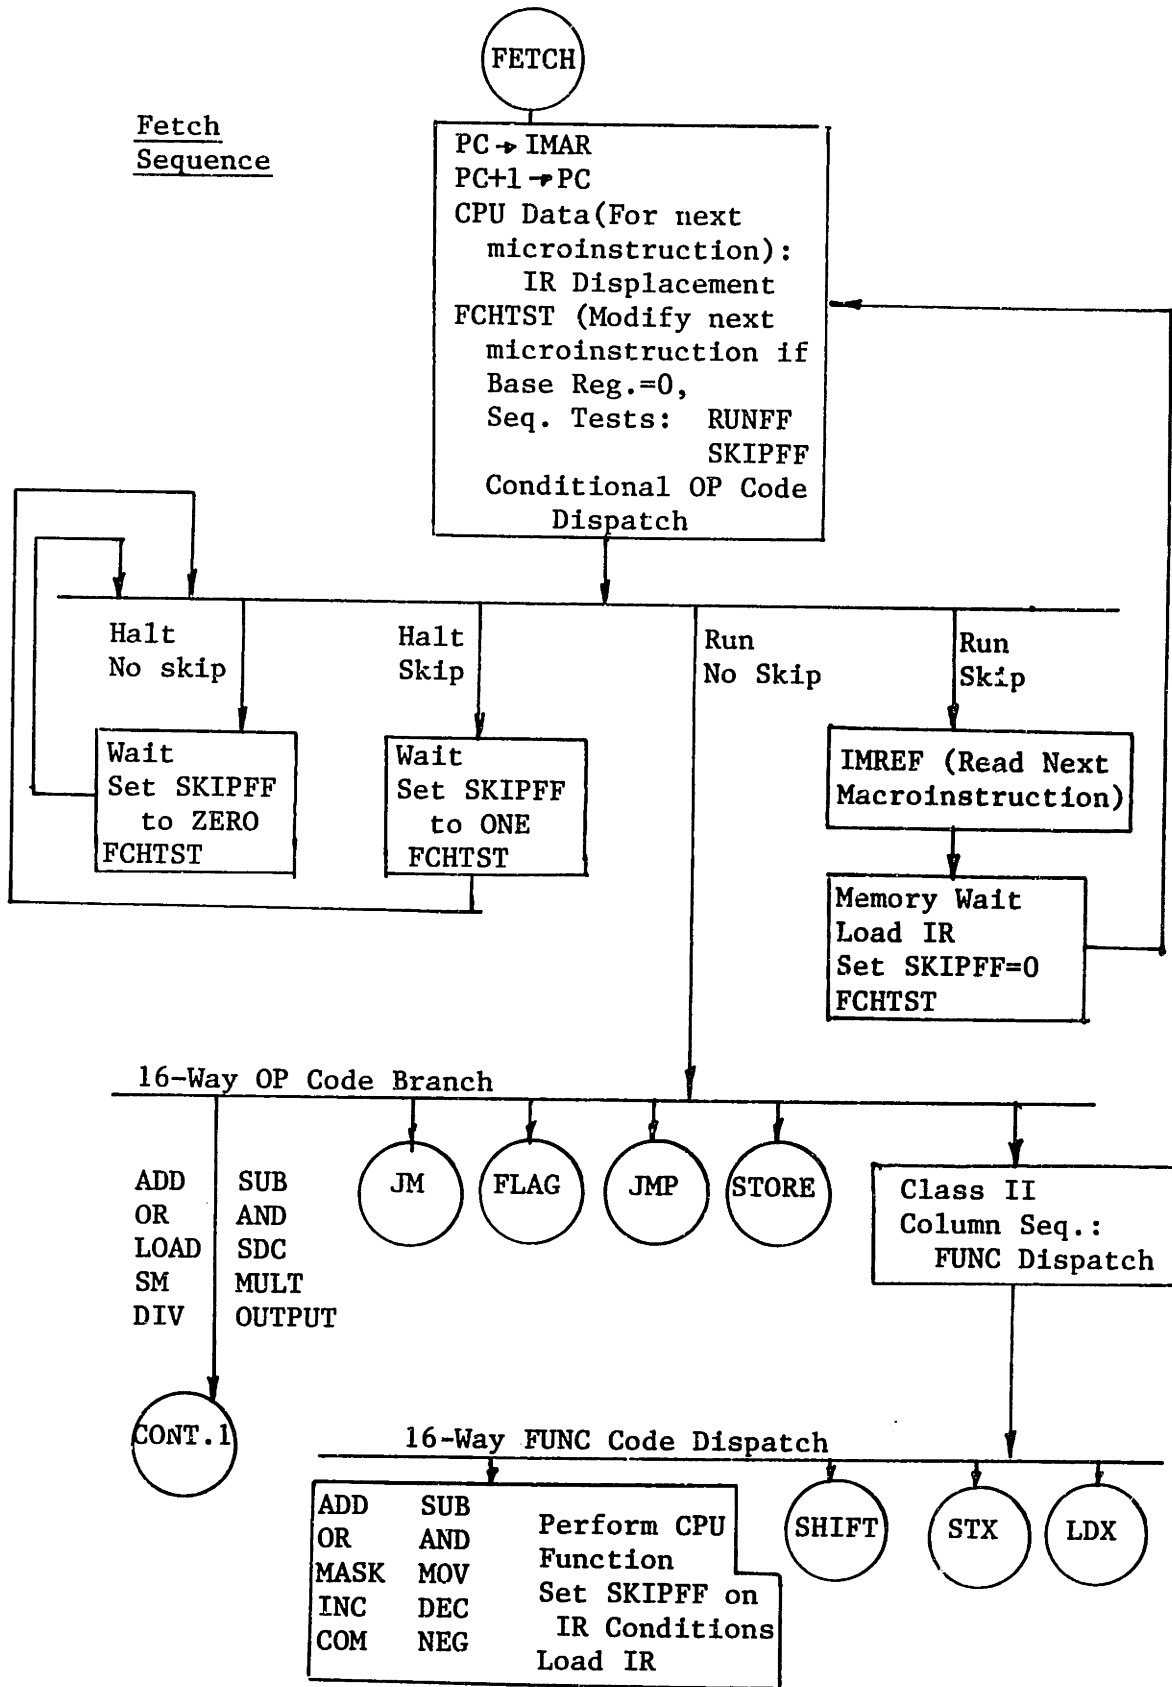 FETCH
Fetch
Sequence
PC → IMAR
PC+1 → PC
CPU Data(For next
microinstruction):
IR Displacement
FCHTST (Modify next
microinstruction if
Base Reg.=0,
Seq. Tests: RUNFF
SKIPFF
Conditional OP Code
Dispatch
Halt
No skip
Halt
Skip
Run
No Skip
Run
Skip
Wait
Set SKIPFF
to ZERO
FCHTST
Wait
Set SKIPFF
to ONE
FCHTST
IMREF (Read Next
Macroinstruction)
Memory Wait
Load IR
Set SKIPFF=0
FCHTST
16-Way OP Code Branch
ADD SUB
OR AND
LOAD SDC
SM MULT
DIV OUTPUT
JM
FLAG
JMP
STORE
Class II
Column Seq.:
FUNC Dispatch
CONT.1
16-Way FUNC Code Dispatch
ADD SUB
OR AND
MASK MOV
INC DEC
COM NEG
Perform CPU
Function
Set SKIPFF on
IR Conditions
Load IR
SHIFT
STX
LDX